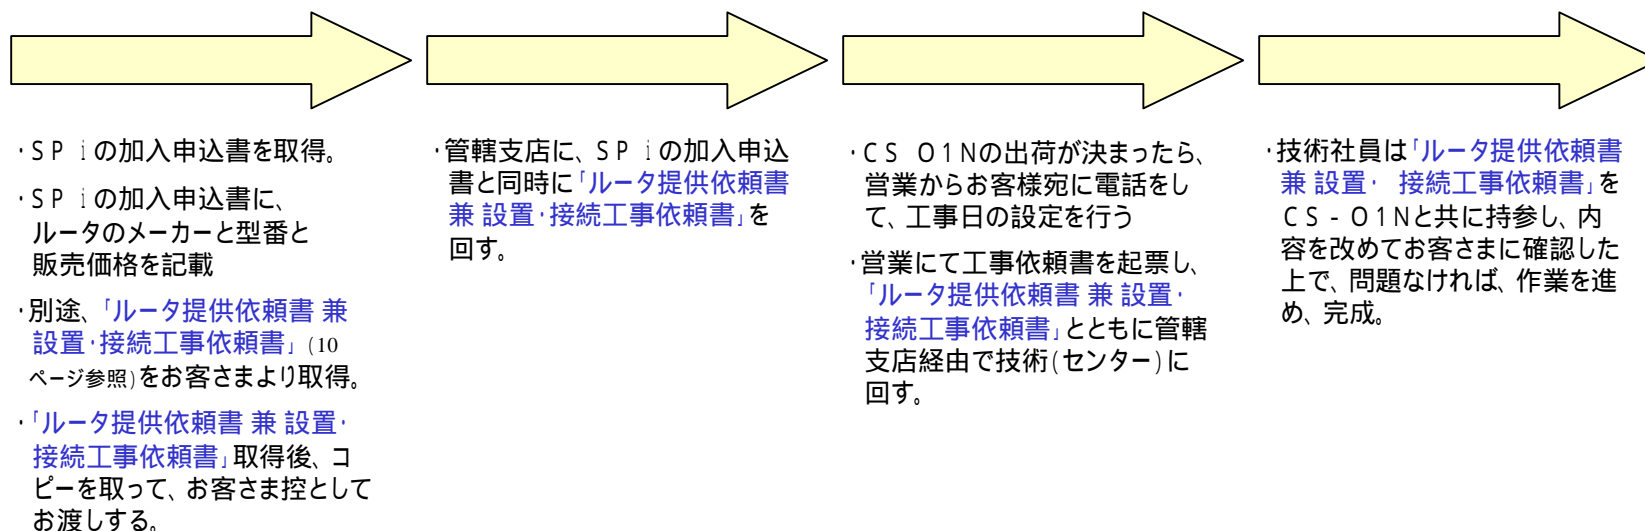 ・SP iの加入申込書を取得。
・SP iの加入申込書に、
ルータのメーカーと型番と
販売価格を記載
・別途、「ルータ提供依頼書 兼
設置・接続工事依頼書」(10
ページ参照)をお客さまより取得。
・「ルータ提供依頼書 兼 設置・
接続工事依頼書」取得後、コ
ピーを取って、お客さま控として
お渡しする。
・管轄支店に、SP iの加入申込
書と同時に「ルータ提供依頼書
兼 設置・接続工事依頼書」を
回す。
・CS O1Nの出荷が決まったら、
営業からお客様宛に電話をし
て、工事日の設定を行う
・営業にて工事依頼書を起票し、
「ルータ提供依頼書 兼 設置・
接続工事依頼書」とともに管轄
支店経由で技術(センター)に
回す。
・技術社員は「ルータ提供依頼書
兼 設置・ 接続工事依頼書」を
CS-O1Nと共に持参し、内
容を改めてお客さまに確認した
上で、問題なければ、作業を進
め、完成。